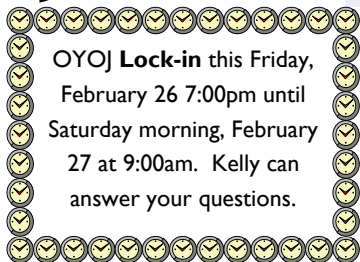 OYOJ Lock-in this Friday,
February 26 7:00pm until
Saturday morning, February
27 at 9:00am.  Kelly can
answer your questions.